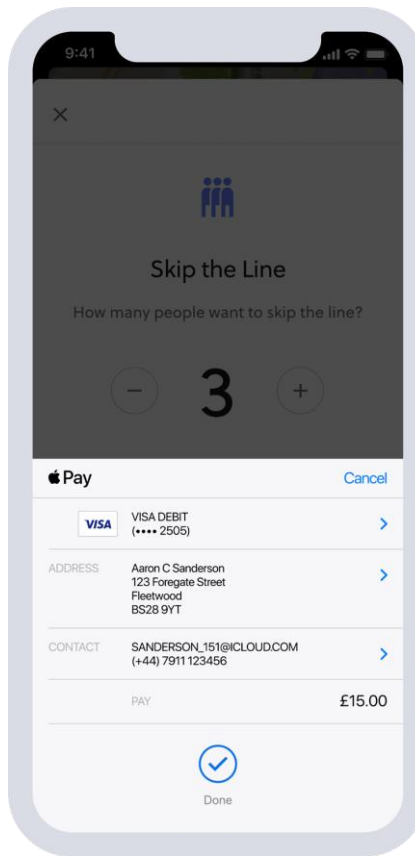 9:41
Skip the Line
How many people want to skip the line?
− 3 +
Pay Cancel
VISA VISA DEBIT
(•••• 2505)
ADDRESS Aaron C Sanderson
123 Foregate Street
Fleetwood
BS28 9YT
CONTACT SANDERSON_151@ICLOUD.COM
(+44) 7911 123456
PAY £15.00
Done